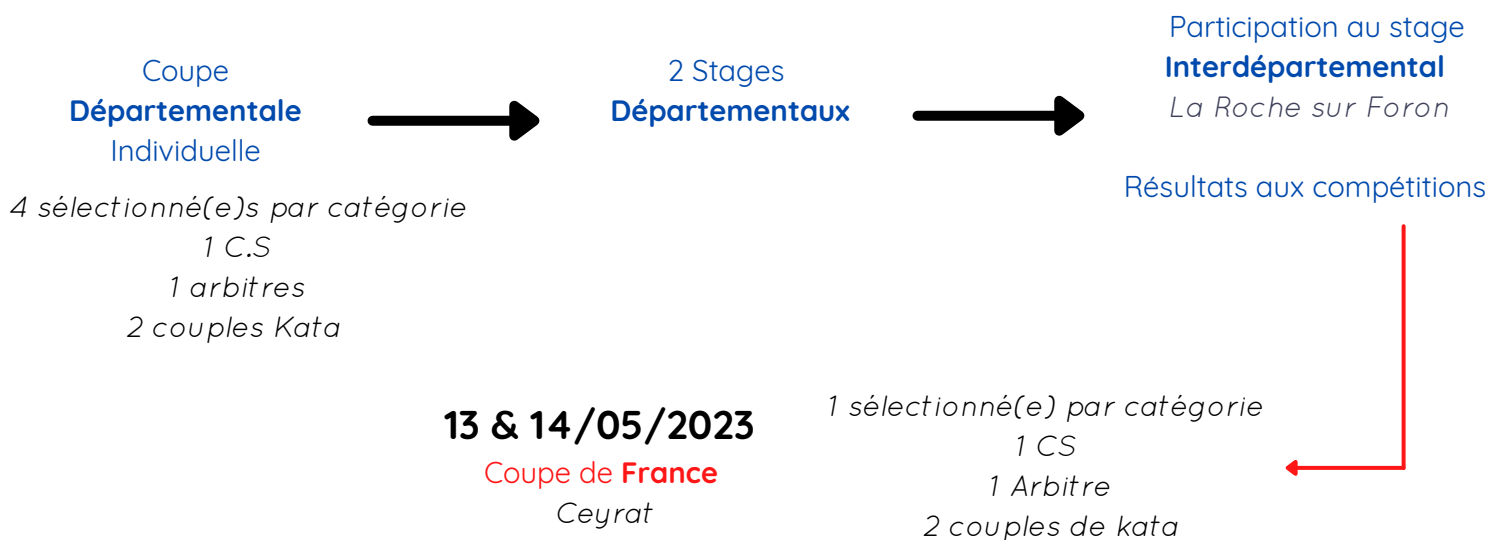 Coupe
Départementale
Individuelle
4 sélectionné(e)s par catégorie
1 C.S
1 arbitres
2 couples Kata
2 Stages
Départementaux
Participation au stage
Interdépartemental
La Roche sur Foron
Résultats aux compétitions
1 sélectionné(e) par catégorie
1 CS
1 Arbitre
2 couples de kata
13 & 14/05/2023
Coupe de France
Ceyrat